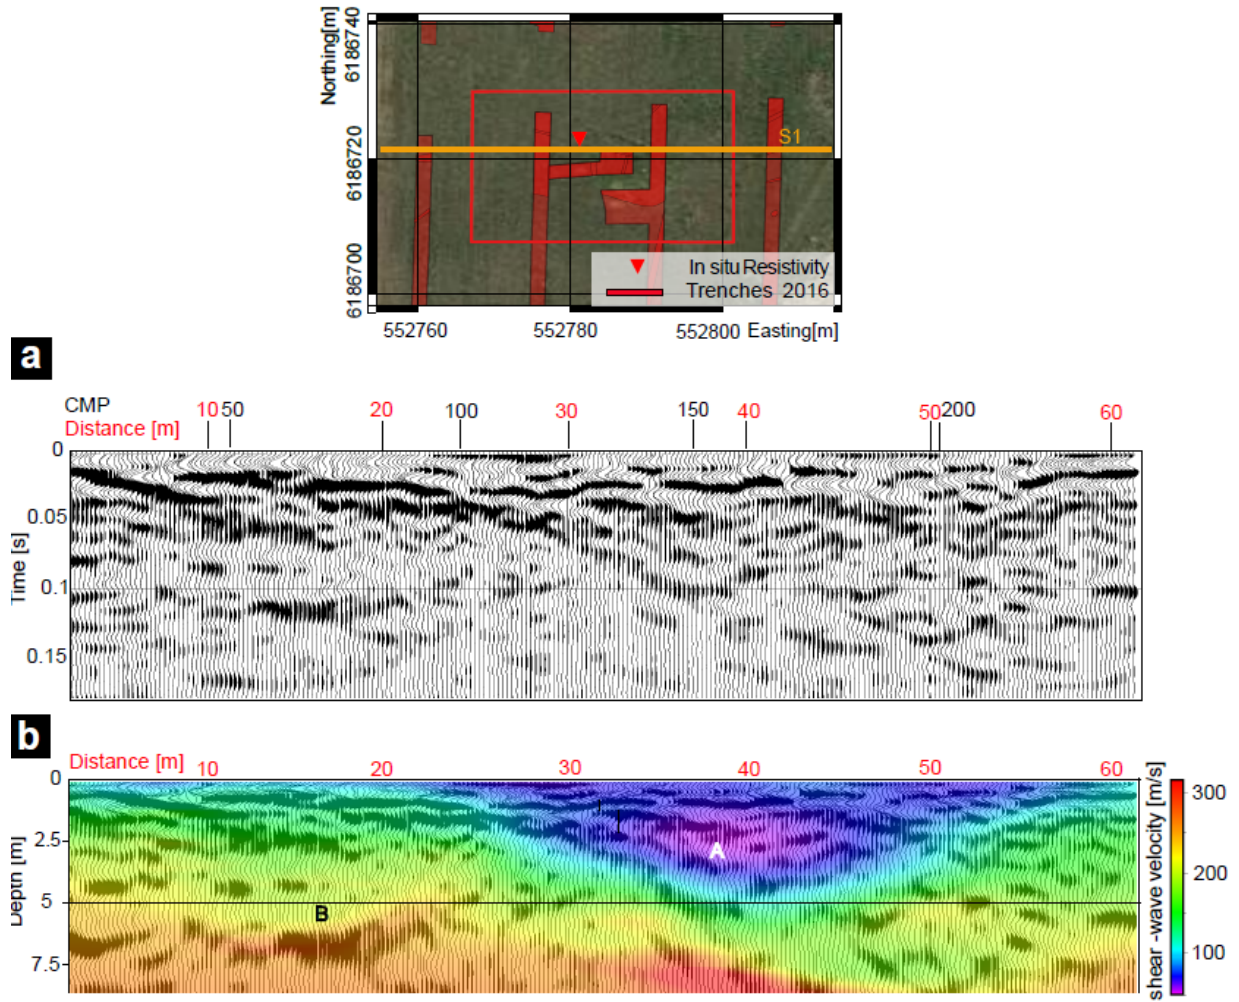 Northing[m]
6186740
6186720
6186700
S1
In situ Resistivity
Trenches 2016
552760 552780 552800 Easting[m]
a
CMP 50 100 150 200
Distance [m] 10 20 30 40 50 60
Time [s]
0
0.05
0.1
0.15
b
Distance [m] 10 20 30 40 50 60
Depth [m]
0
2.5
5
7.5
A
B
shear -wave velocity [m/s]
300
200
100